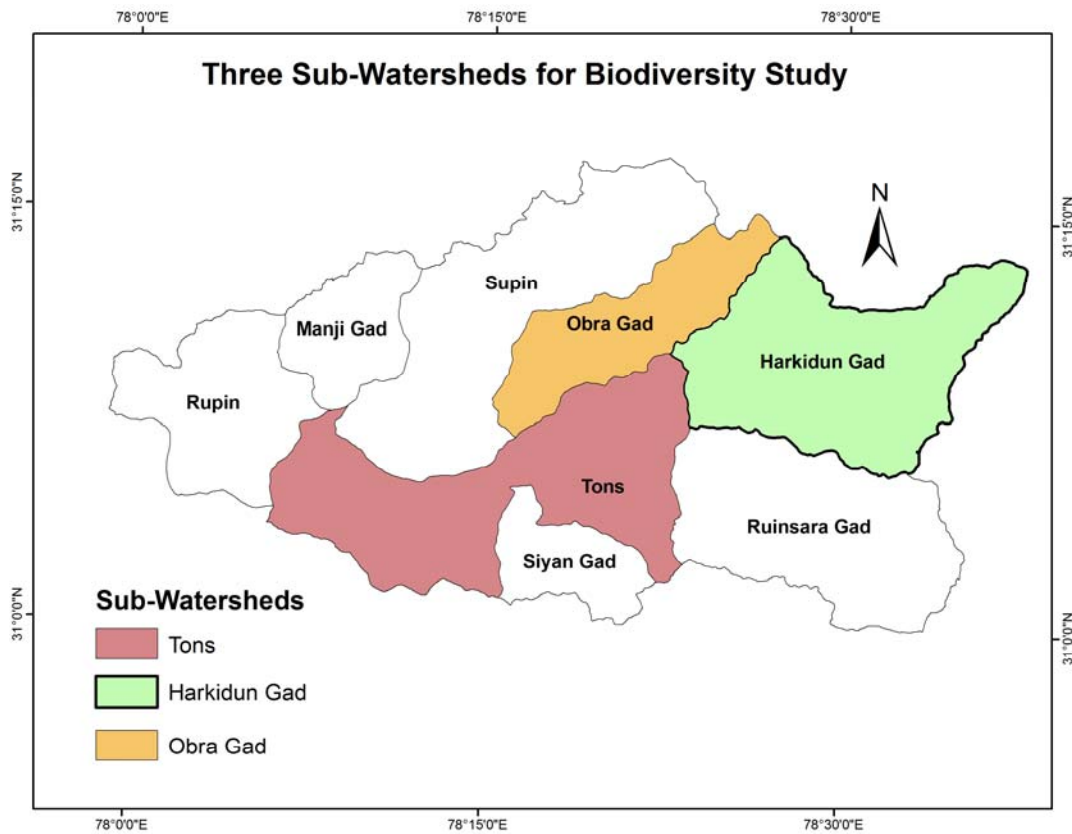 78°0'0"E
78°15'0"E
78°30'0"E
Three Sub-Watersheds for Biodiversity Study
31°15'0"N
31°15'0"N
N
Supin
Obra Gad
Manji Gad
Harkidun Gad
Rupin
Tons
Ruinsara Gad
Siyan Gad
Sub-Watersheds
31°0'0"N
31°0'0"N
Tons
Harkidun Gad
Obra Gad
78°0'0"E
78°15'0"E
78°30'0"E